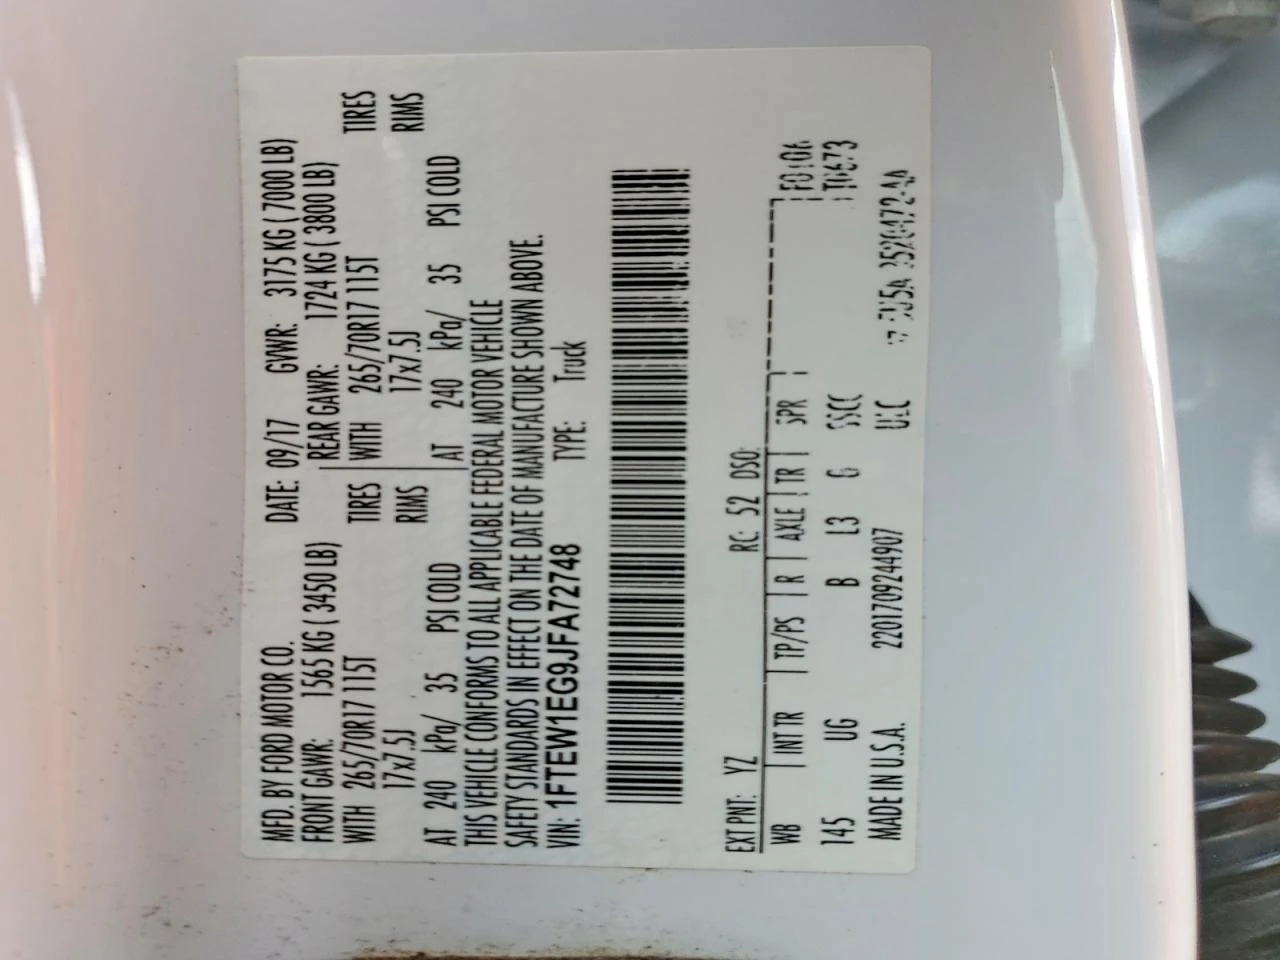 MFD. BY FORD MOTOR CO. DATE: 09/17 GVWR: 3175 KG ( 7000 LB)
FRONT GAWR: 1565 KG ( 3450 LB) REAR GAWR: 1724 KG ( 3800 LB)
WITH 265/70R17 115T TIRES WITH 265/70R17 115T TIRES
17x7.5J RIMS 17x7.5J RIMS
AT 240 kPa/ 35 PSI COLD AT 240 kPa/ 35 PSI COLD
THIS VEHICLE CONFORMS TO ALL APPLICABLE FEDERAL MOTOR VEHICLE
SAFETY STANDARDS IN EFFECT ON THE DATE OF MANUFACTURE SHOWN ABOVE.
VIN: 1FTEW1EG9JFA72748 TYPE: Truck
EXT PNT: YZ RC: 52 DSO:
WB INT TR TP/PS R AXLE TR SPR
145 UG B L3 G
MADE IN U.S.A. 2201709244907